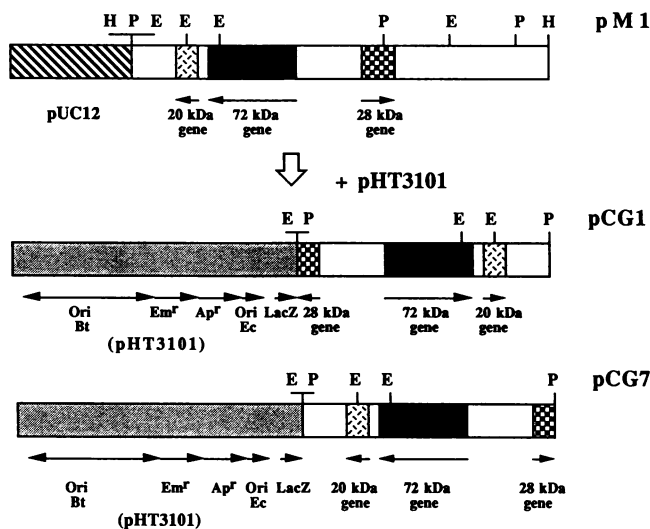 H P E E E P E P H pM1
pUC12 20 kDa gene 72 kDa gene 28 kDa gene
+ pHT3101
E P E E P pCG1
Ori Bt Emr Apr Ori Ec LacZ 28 kDa gene 72 kDa gene 20 kDa gene
(pHT3101)
E P E E P pCG7
Ori Bt Emr Apr Ori Ec LacZ 20 kDa gene 72 kDa gene 28 kDa gene
(pHT3101)